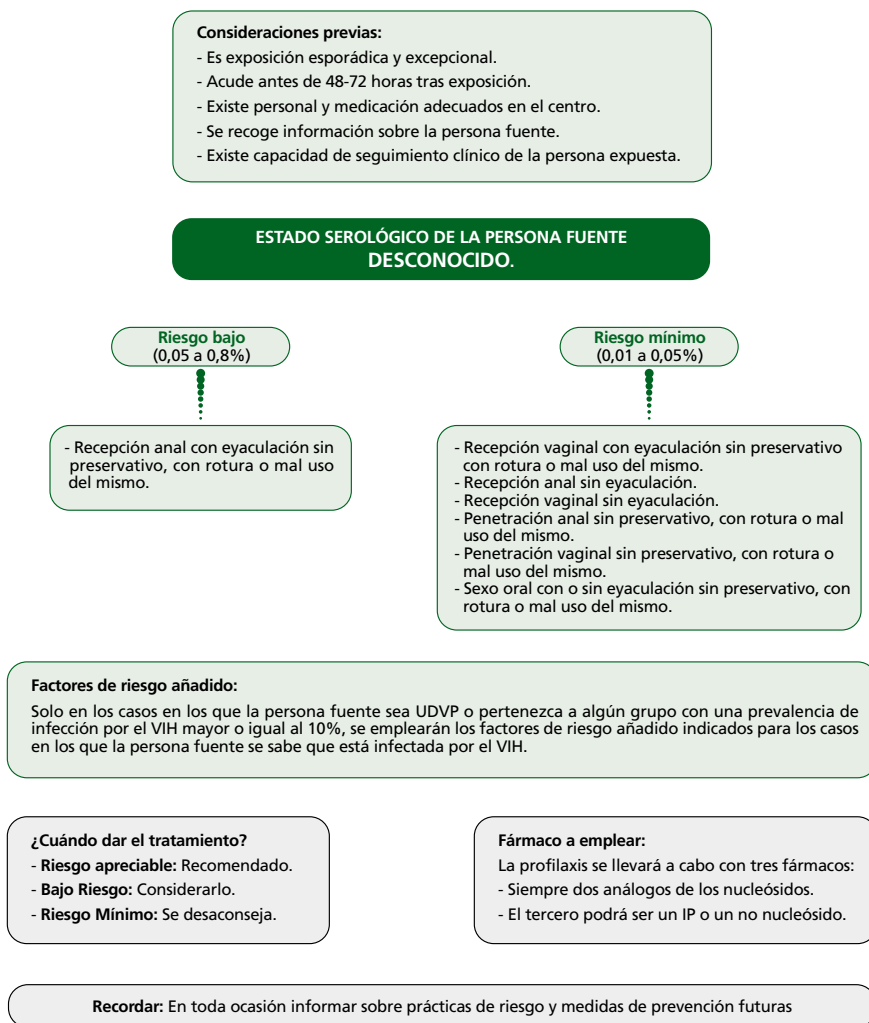 Consideraciones previas:
- Es exposición esporádica y excepcional.
- Acude antes de 48-72 horas tras exposición.
- Existe personal y medicación adecuados en el centro.
- Se recoge información sobre la persona fuente.
- Existe capacidad de seguimiento clínico de la persona expuesta.
ESTADO SEROLÓGICO DE LA PERSONA FUENTE
DESCONOCIDO.
Riesgo bajo
(0,05 a 0,8%)
- Recepción anal con eyaculación sin
preservativo, con rotura o mal uso
del mismo.
Riesgo mínimo
(0,01 a 0,05%)
- Recepción vaginal con eyaculación sin preservativo
con rotura o mal uso del mismo.
- Recepción anal sin eyaculación.
- Recepción vaginal sin eyaculación.
- Penetración anal sin preservativo, con rotura o mal
uso del mismo.
- Penetración vaginal sin preservativo, con rotura o
mal uso del mismo.
- Sexo oral con o sin eyaculación sin preservativo, con
rotura o mal uso del mismo.
Factores de riesgo añadido:
Solo en los casos en los que la persona fuente sea UDVP o pertenezca a algún grupo con una prevalencia de
infección por el VIH mayor o igual al 10%, se emplearán los factores de riesgo añadido indicados para los casos
en los que la persona fuente se sabe que está infectada por el VIH.
¿Cuándo dar el tratamiento?
- Riesgo apreciable: Recomendado.
- Bajo Riesgo: Considerarlo.
- Riesgo Mínimo: Se desaconseja.
Fármaco a emplear:
La profilaxis se llevará a cabo con tres fármacos:
- Siempre dos análogos de los nucleósidos.
- El tercero podrá ser un IP o un no nucleósido.
Recordar: En toda ocasión informar sobre prácticas de riesgo y medidas de prevención futuras